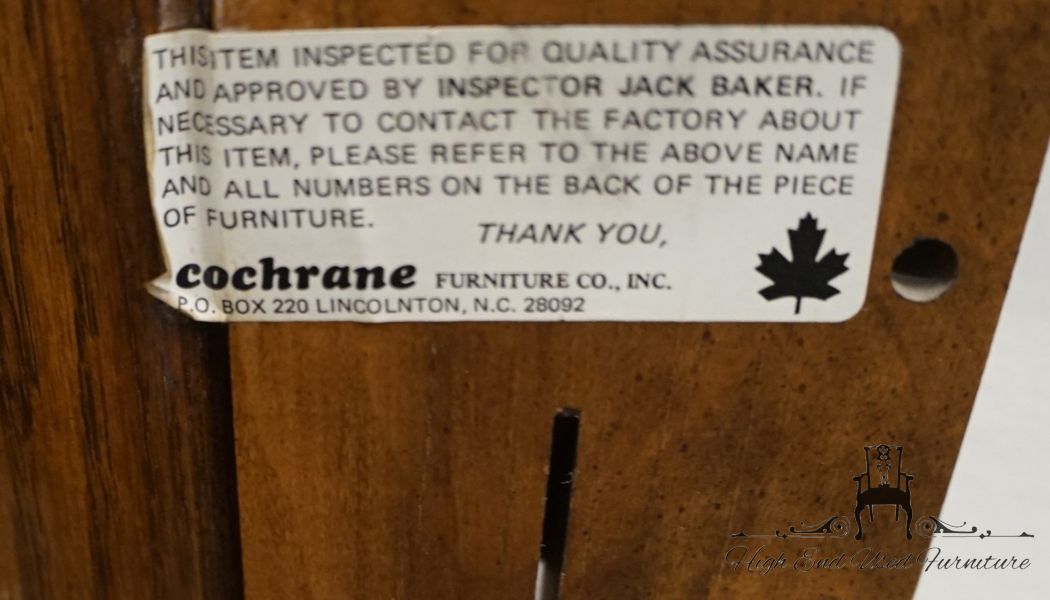 THIS ITEM INSPECTED FOR QUALITY ASSURANCE
AND APPROVED BY INSPECTOR JACK BAKER. IF
NECESSARY TO CONTACT THE FACTORY ABOUT
THIS ITEM, PLEASE REFER TO THE ABOVE NAME
AND ALL NUMBERS ON THE BACK OF THE PIECE
OF FURNITURE.
THANK YOU,
cochrane FURNITURE CO., INC.
P.O. BOX 220 LINCOLNTON, N.C. 28092
High End Used Furniture